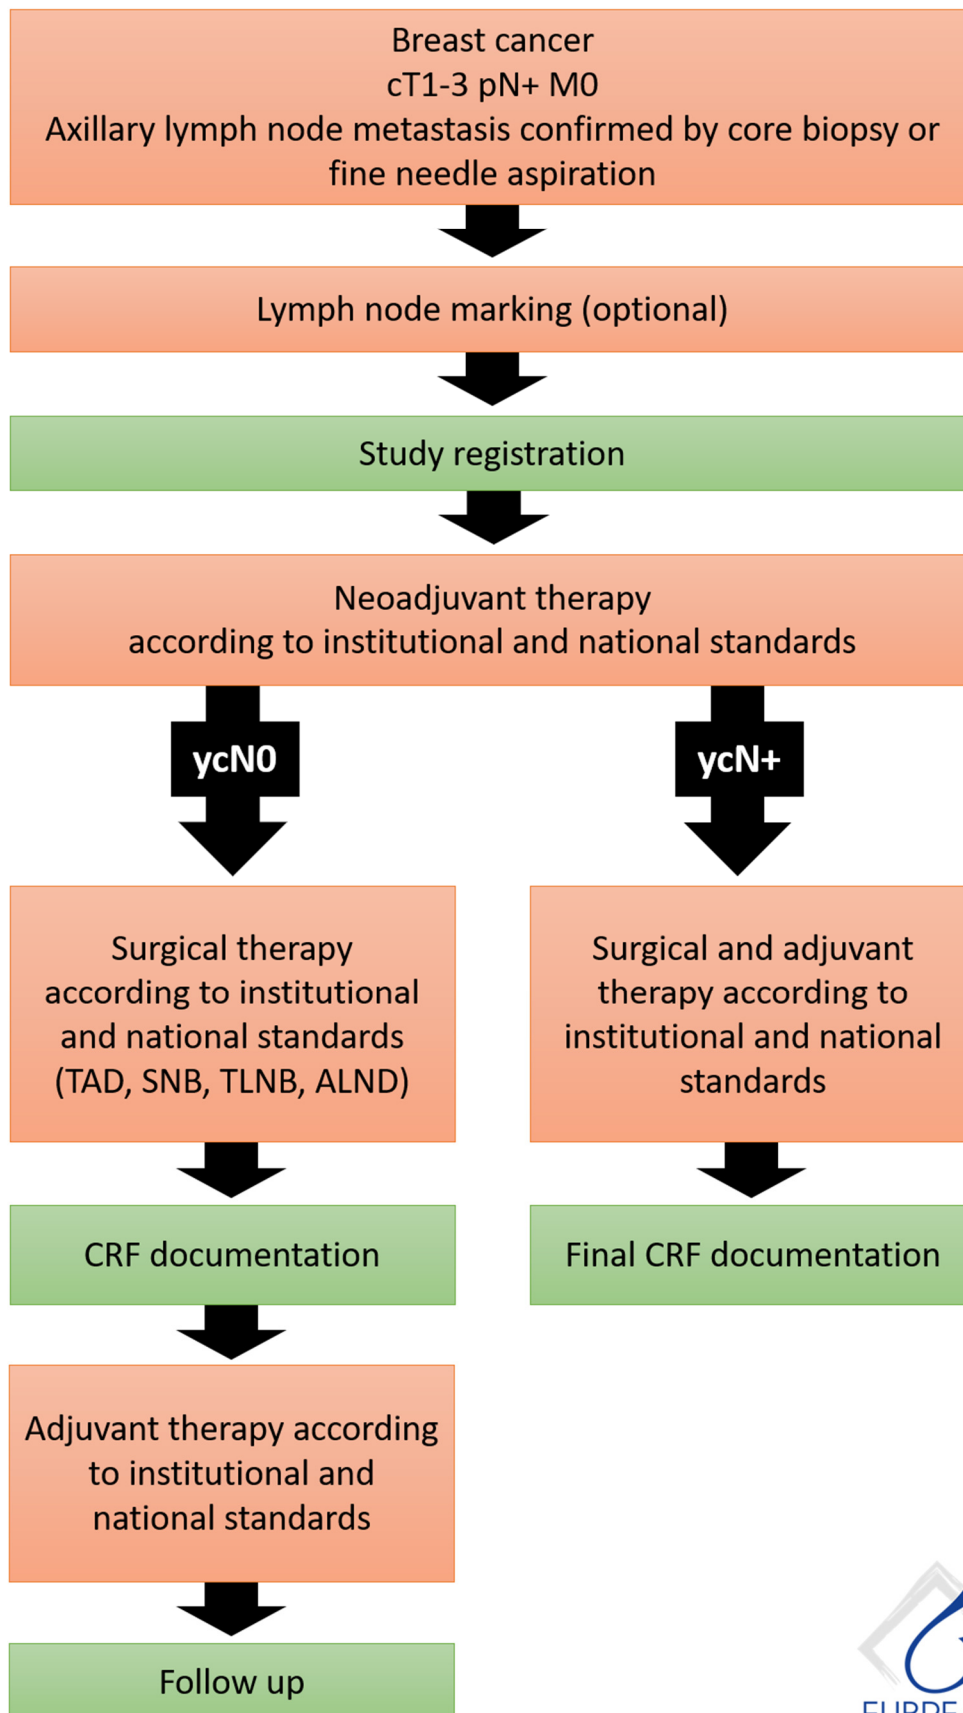 Breast cancer
cT1-3 pN+ M0
Axillary lymph node metastasis confirmed by core biopsy or
fine needle aspiration
Lymph node marking (optional)
Study registration
Neoadjuvant therapy
according to institutional and national standards
ycN0
ycN+
Surgical therapy
according to institutional
and national standards
(TAD, SNB, TLNB, ALND)
Surgical and adjuvant
therapy according to
institutional and national
standards
CRF documentation
Final CRF documentation
Adjuvant therapy according
to institutional and
national standards
Follow up